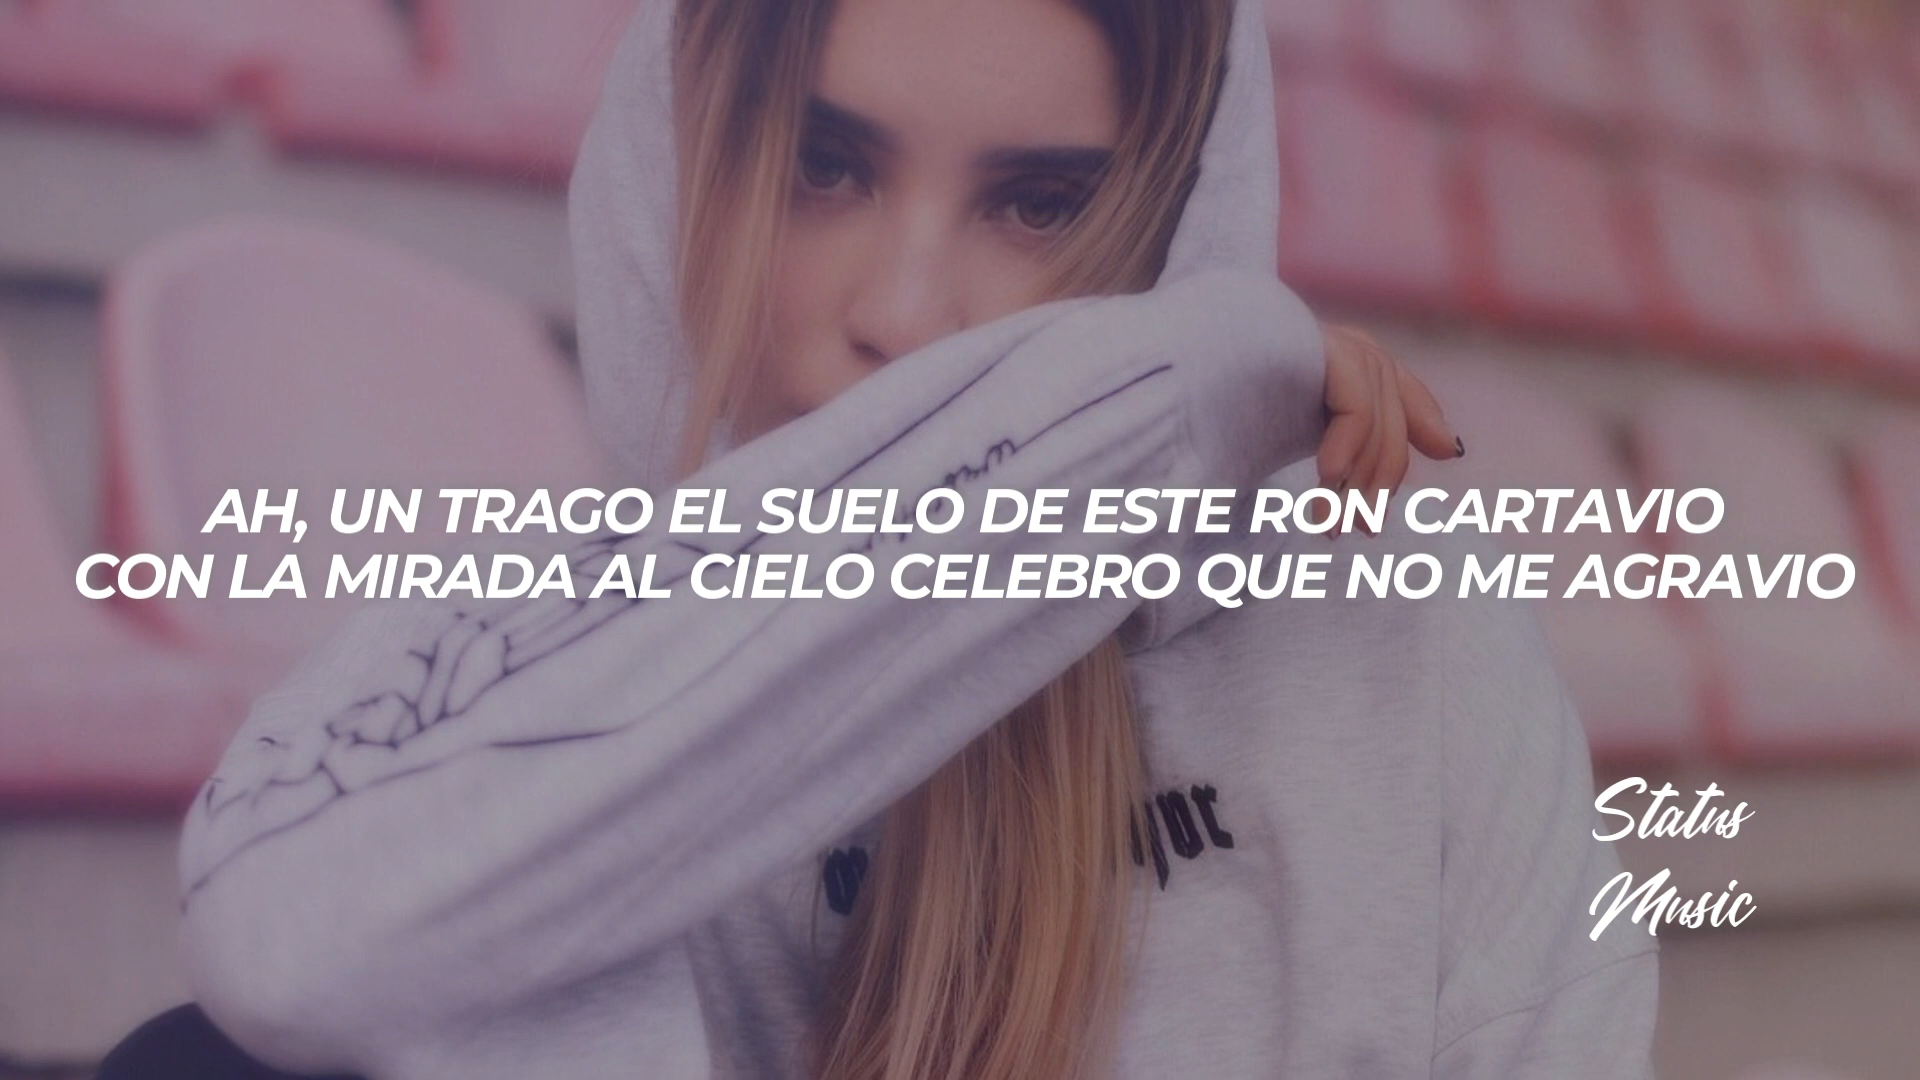 AH, UN TRAGO EL SUELO DE ESTE RON CARTAVIO
CON LA MIRADA AL CIELO CELEBRO QUE NO ME AGRAVIO
Status
Music